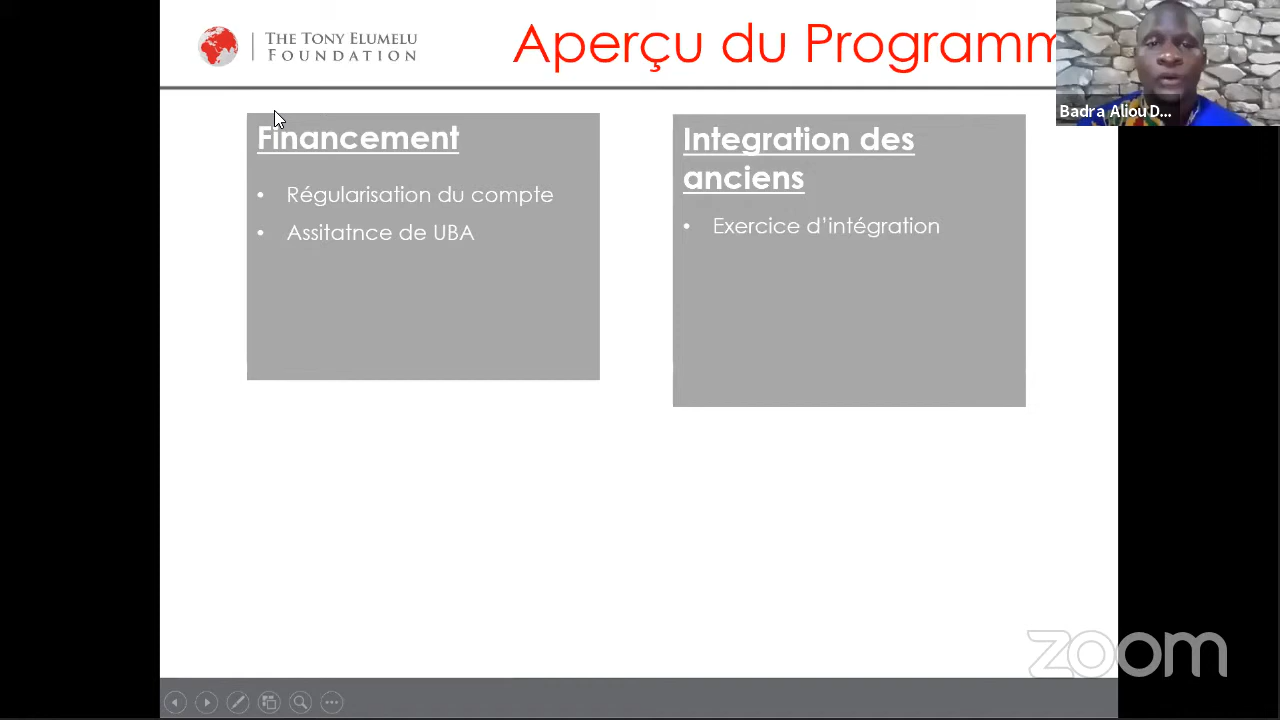 THE TONY ELUMELU
FOUNDATION
Aperçu du Programm
Badra Aliou D...
Financement
• Régularisation du compte
• Assitatnce de UBA
Integration des
anciens
• Exercice d’intégration
zoom